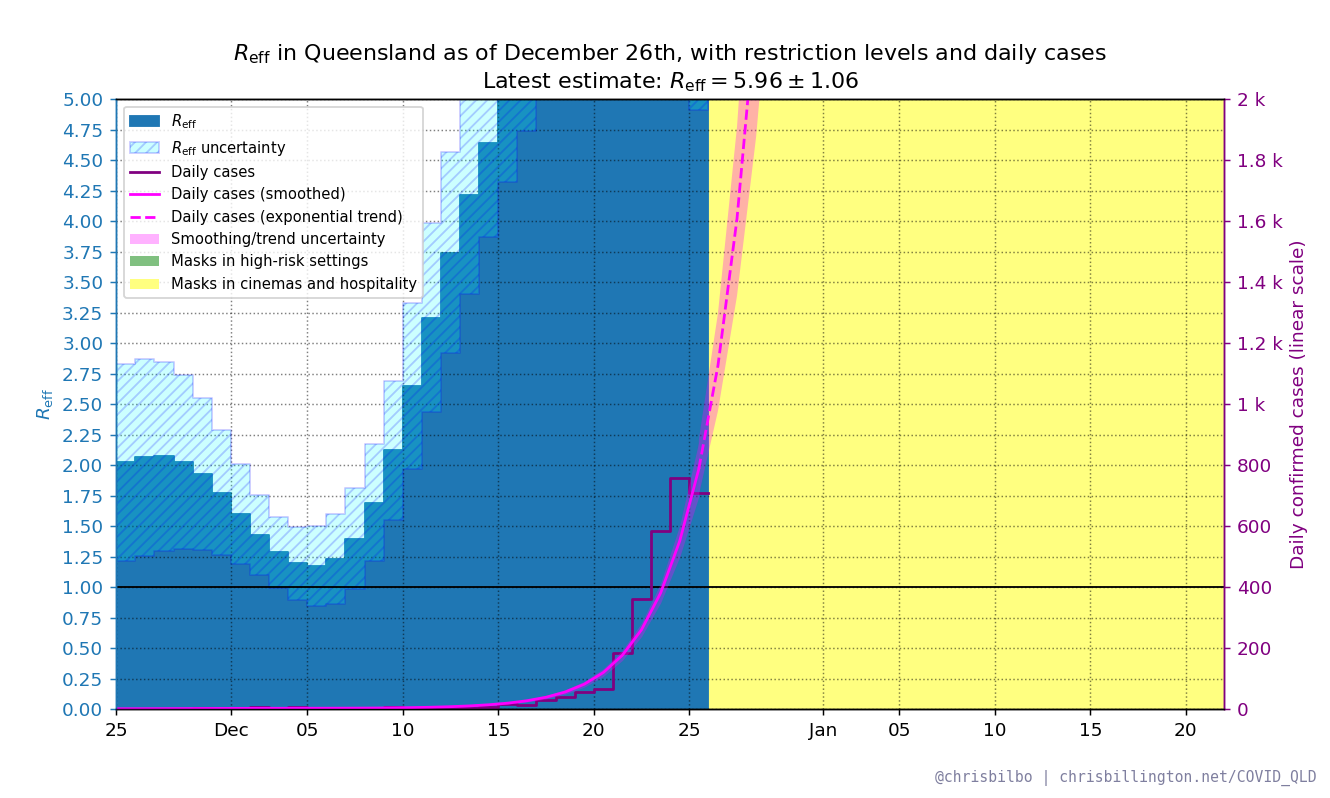 Reff in Queensland as of December 26th, with restriction levels and daily cases
Latest estimate: Reff = 5.96 ± 1.06
Reff
Reff uncertainty
Daily cases
Daily cases (smoothed)
Daily cases (exponential trend)
Smoothing/trend uncertainty
Masks in high-risk settings
Masks in cinemas and hospitality
5.00
4.75
4.50
4.25
4.00
3.75
3.50
3.25
3.00
2.75
2.50
2.25
2.00
1.75
1.50
1.25
1.00
0.75
0.50
0.25
0.00
Reff
2 k
1.8 k
1.6 k
1.4 k
1.2 k
1 k
800
600
400
200
0
Daily confirmed cases (linear scale)
25 Dec 05 10 15 20 25 Jan 05 10 15 20
@chrisbilbo | chrisbillington.net/COVID_QLD